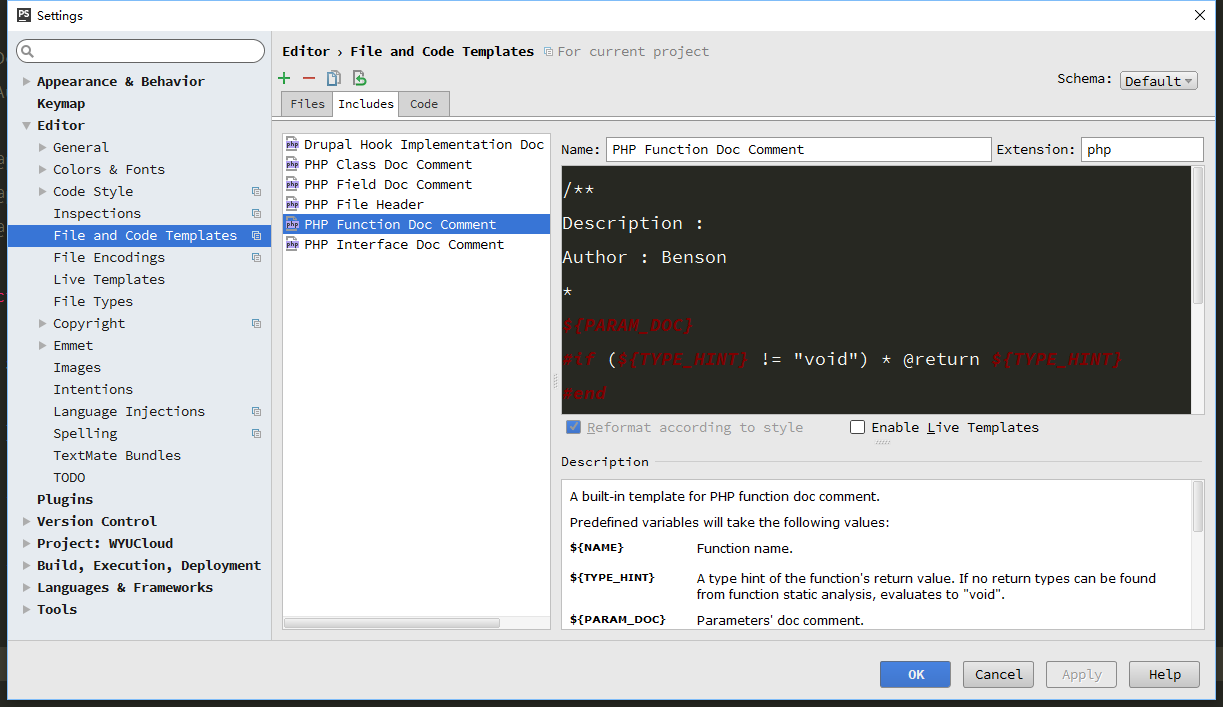 PS Settings
Editor › File and Code Templates For current project
Appearance & Behavior
Keymap
Editor
General
Colors & Fonts
Code Style
Inspections
File and Code Templates
File Encodings
Live Templates
File Types
Copyright
Emmet
Images
Intentions
Language Injections
Spelling
TextMate Bundles
TODO
Plugins
Version Control
Project: WYUCloud
Build, Execution, Deployment
Languages & Frameworks
Tools
Schema: Default
Files Includes Code
php Drupal Hook Implementation Doc
php PHP Class Doc Comment
php PHP Field Doc Comment
php PHP File Header
php PHP Function Doc Comment
php PHP Interface Doc Comment
Name: PHP Function Doc Comment Extension: php
/**
Description :
Author : Benson
*
${PARAM_DOC}
#if (${TYPE_HINT} != "void") * @return ${TYPE_HINT}
#end
Reformat according to style Enable Live Templates
Description
A built-in template for PHP function doc comment.
Predefined variables will take the following values:
${NAME} Function name.
${TYPE_HINT} A type hint of the function's return value. If no return types can be found
from function static analysis, evaluates to "void".
${PARAM_DOC} Parameters' doc comment.
OK Cancel Apply Help